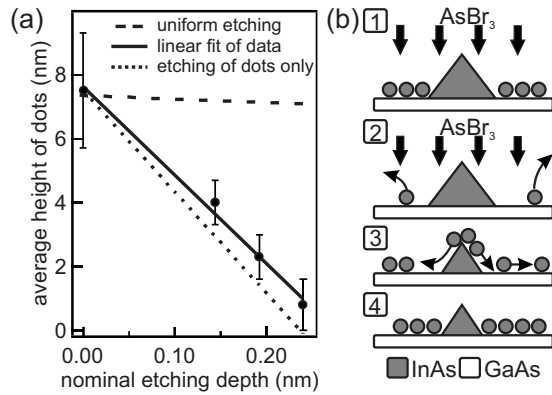 (a)
uniform etching
linear fit of data
etching of dots only
8
6
4
2
0
average height of dots (nm)
0.00 0.10 0.20
nominal etching depth (nm)
(b)
1 AsBr3
2 AsBr3
3
4
InAs GaAs